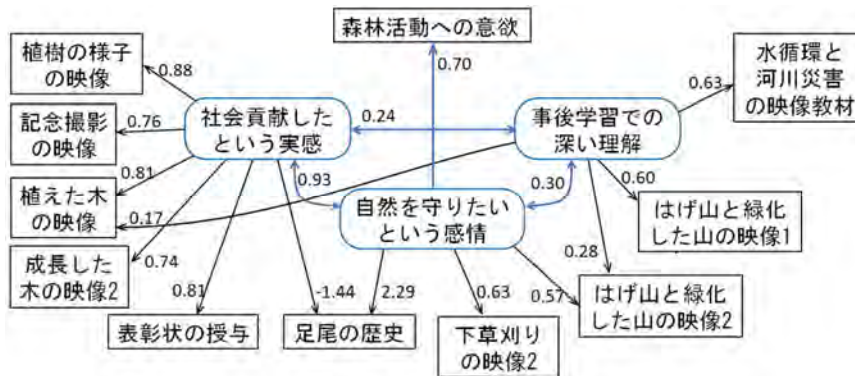 森林活動への意欲
植樹の様子
の映像
0.88
0.70
水循環と
河川災害
の映像教材
0.63
記念撮影
の映像
0.76
社会貢献した
という実感
0.24
事後学習での
深い理解
植えた木
の映像
0.81
0.17
0.93
0.30
0.60
自然を守りたい
という感情
はげ山と緑化
した山の映像1
成長した
木の映像2
0.74
0.28
0.81
-1.44
2.29
0.63
0.57
はげ山と緑化
した山の映像2
表彰状の授与
足尾の歴史
下草刈り
の映像2